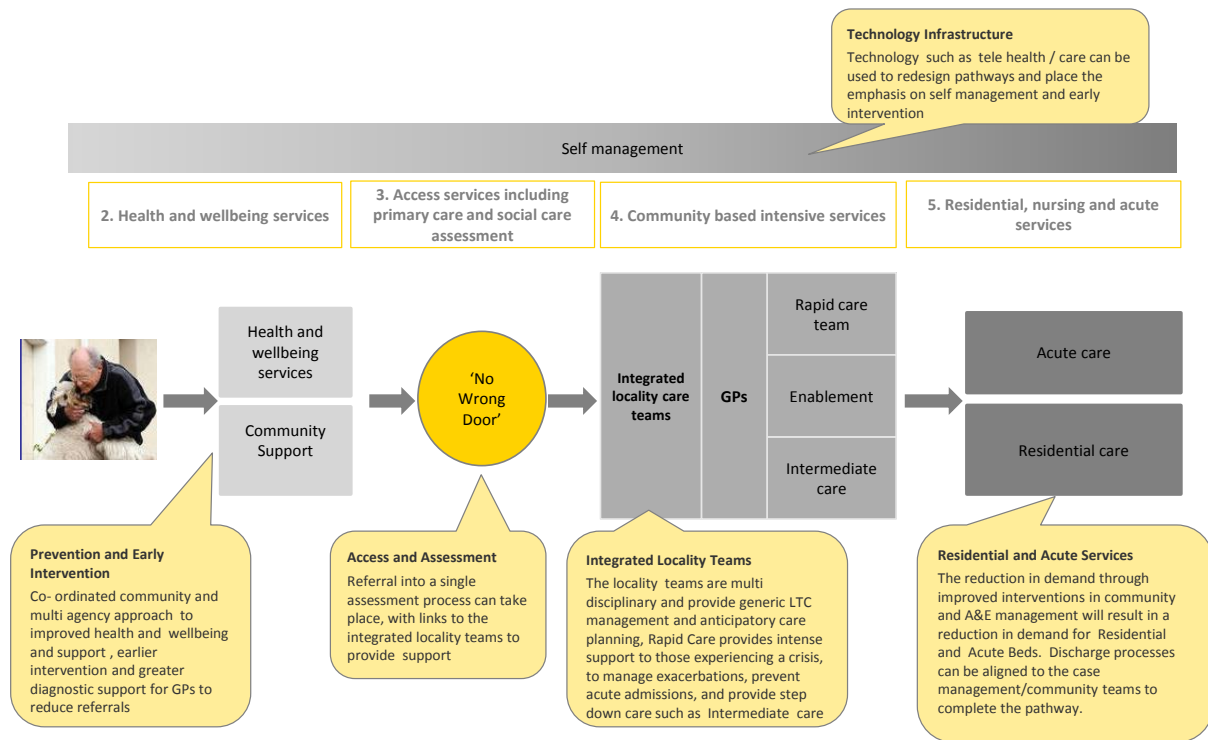 Technology Infrastructure
Technology such as tele health / care can be
used to redesign pathways and place the
emphasis on self management and early
intervention
Self management
2. Health and wellbeing services
3. Access services including
primary care and social care
assessment
4. Community based intensive services
5. Residential, nursing and acute
services
Health and
wellbeing
services
Community
Support
‘No
Wrong
Door’
Integrated
locality care
teams
GPs
Rapid care
team
Enablement
Intermediate
care
Acute care
Residential care
Prevention and Early
Intervention
Co- ordinated community and
multi agency approach to
improved health and wellbeing
and support , earlier
intervention and greater
diagnostic support for GPs to
reduce referrals
Access and Assessment
Referral into a single
assessment process can take
place, with links to the
integrated locality teams to
provide support
Integrated Locality Teams
The locality teams are multi
disciplinary and provide generic LTC
management and anticipatory care
planning, Rapid Care provides intense
support to those experiencing a crisis,
to manage exacerbations, prevent
acute admissions, and provide step
down care such as Intermediate care
Residential and Acute Services
The reduction in demand through
improved interventions in community
and A&E management will result in a
reduction in demand for Residential
and Acute Beds. Discharge processes
can be aligned to the case
management/community teams to
complete the pathway.